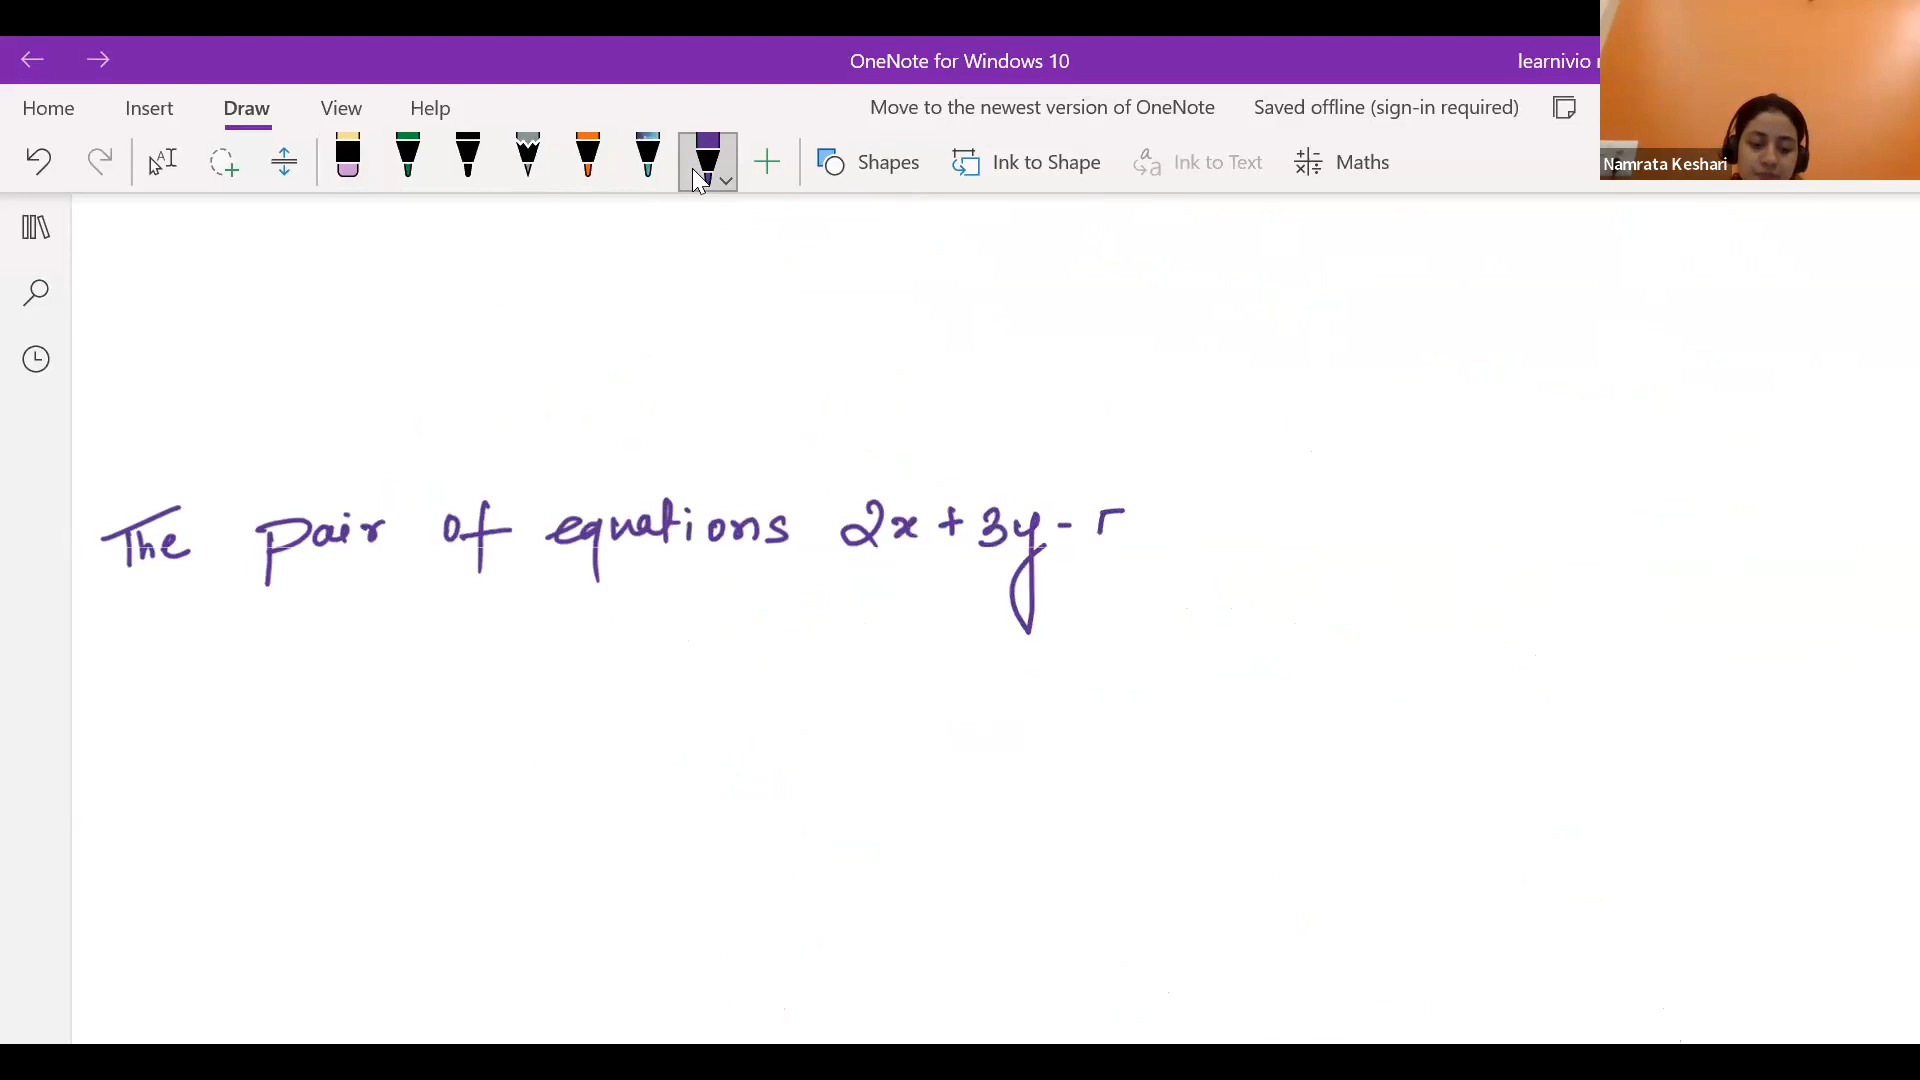 OneNote for Windows 10
learnivio
Home Insert Draw View Help
Move to the newest version of OneNote Saved offline (sign-in required)
Shapes Ink to Shape Ink to Text Maths
Namrata Keshari
The pair of equations 2x + 3y -